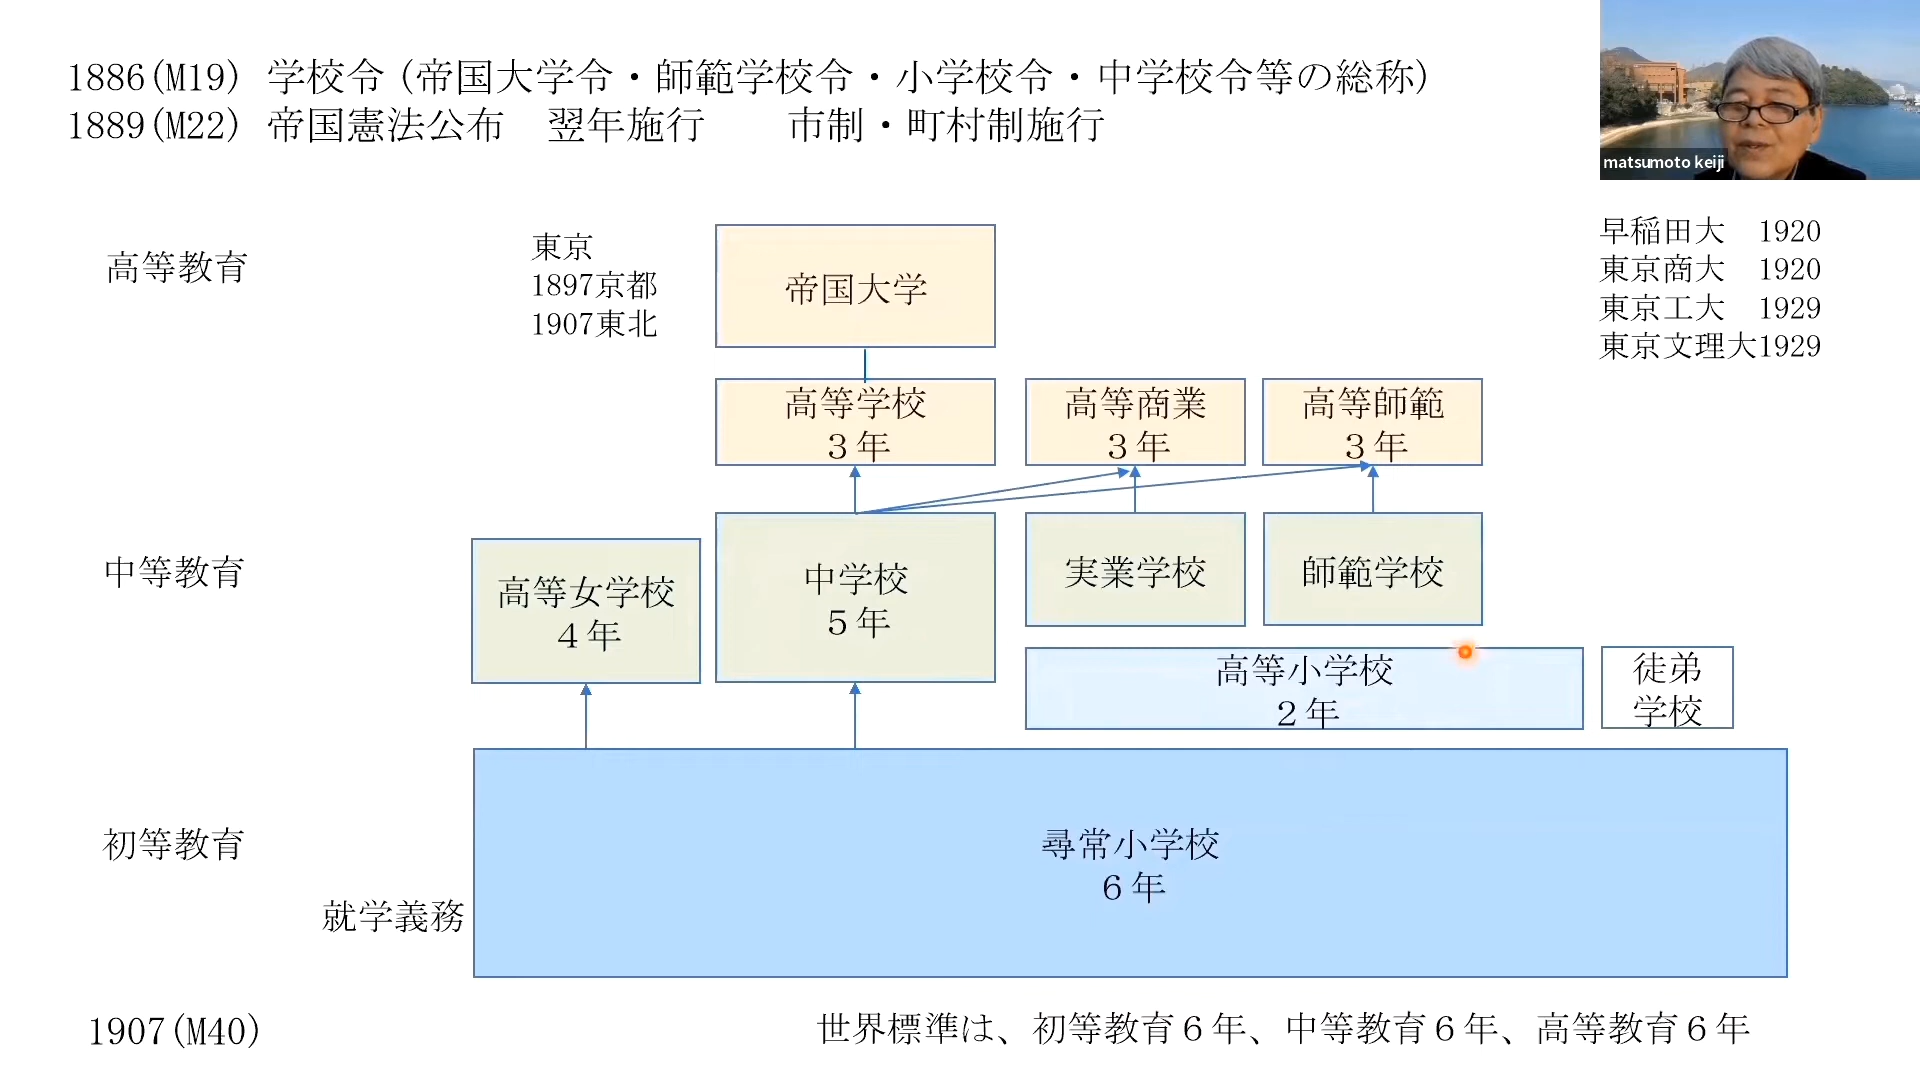 1886(M19) 学校令(帝国大学令・師範学校令・小学校令・中学校令等の総称)
1889(M22) 帝国憲法公布　翌年施行　　市制・町村制施行
matsumoto keiji
高等教育
東京
1897京都
1907東北
帝国大学
早稲田大　1920
東京商大　1920
東京工大　1929
東京文理大1929
高等学校
３年
高等商業
３年
高等師範
３年
中等教育
高等女学校
４年
中学校
５年
実業学校
師範学校
高等小学校
２年
徒弟
学校
初等教育
就学義務
尋常小学校
６年
1907(M40)
世界標準は、初等教育６年、中等教育６年、高等教育６年